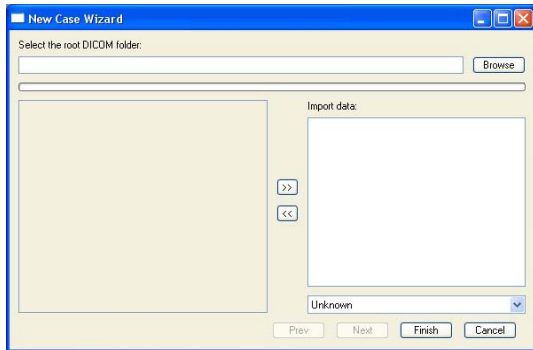 New Case Wizard
Select the root DICOM folder:
Browse
Import data:
>>
<<
Unknown
Prev Next Finish Cancel